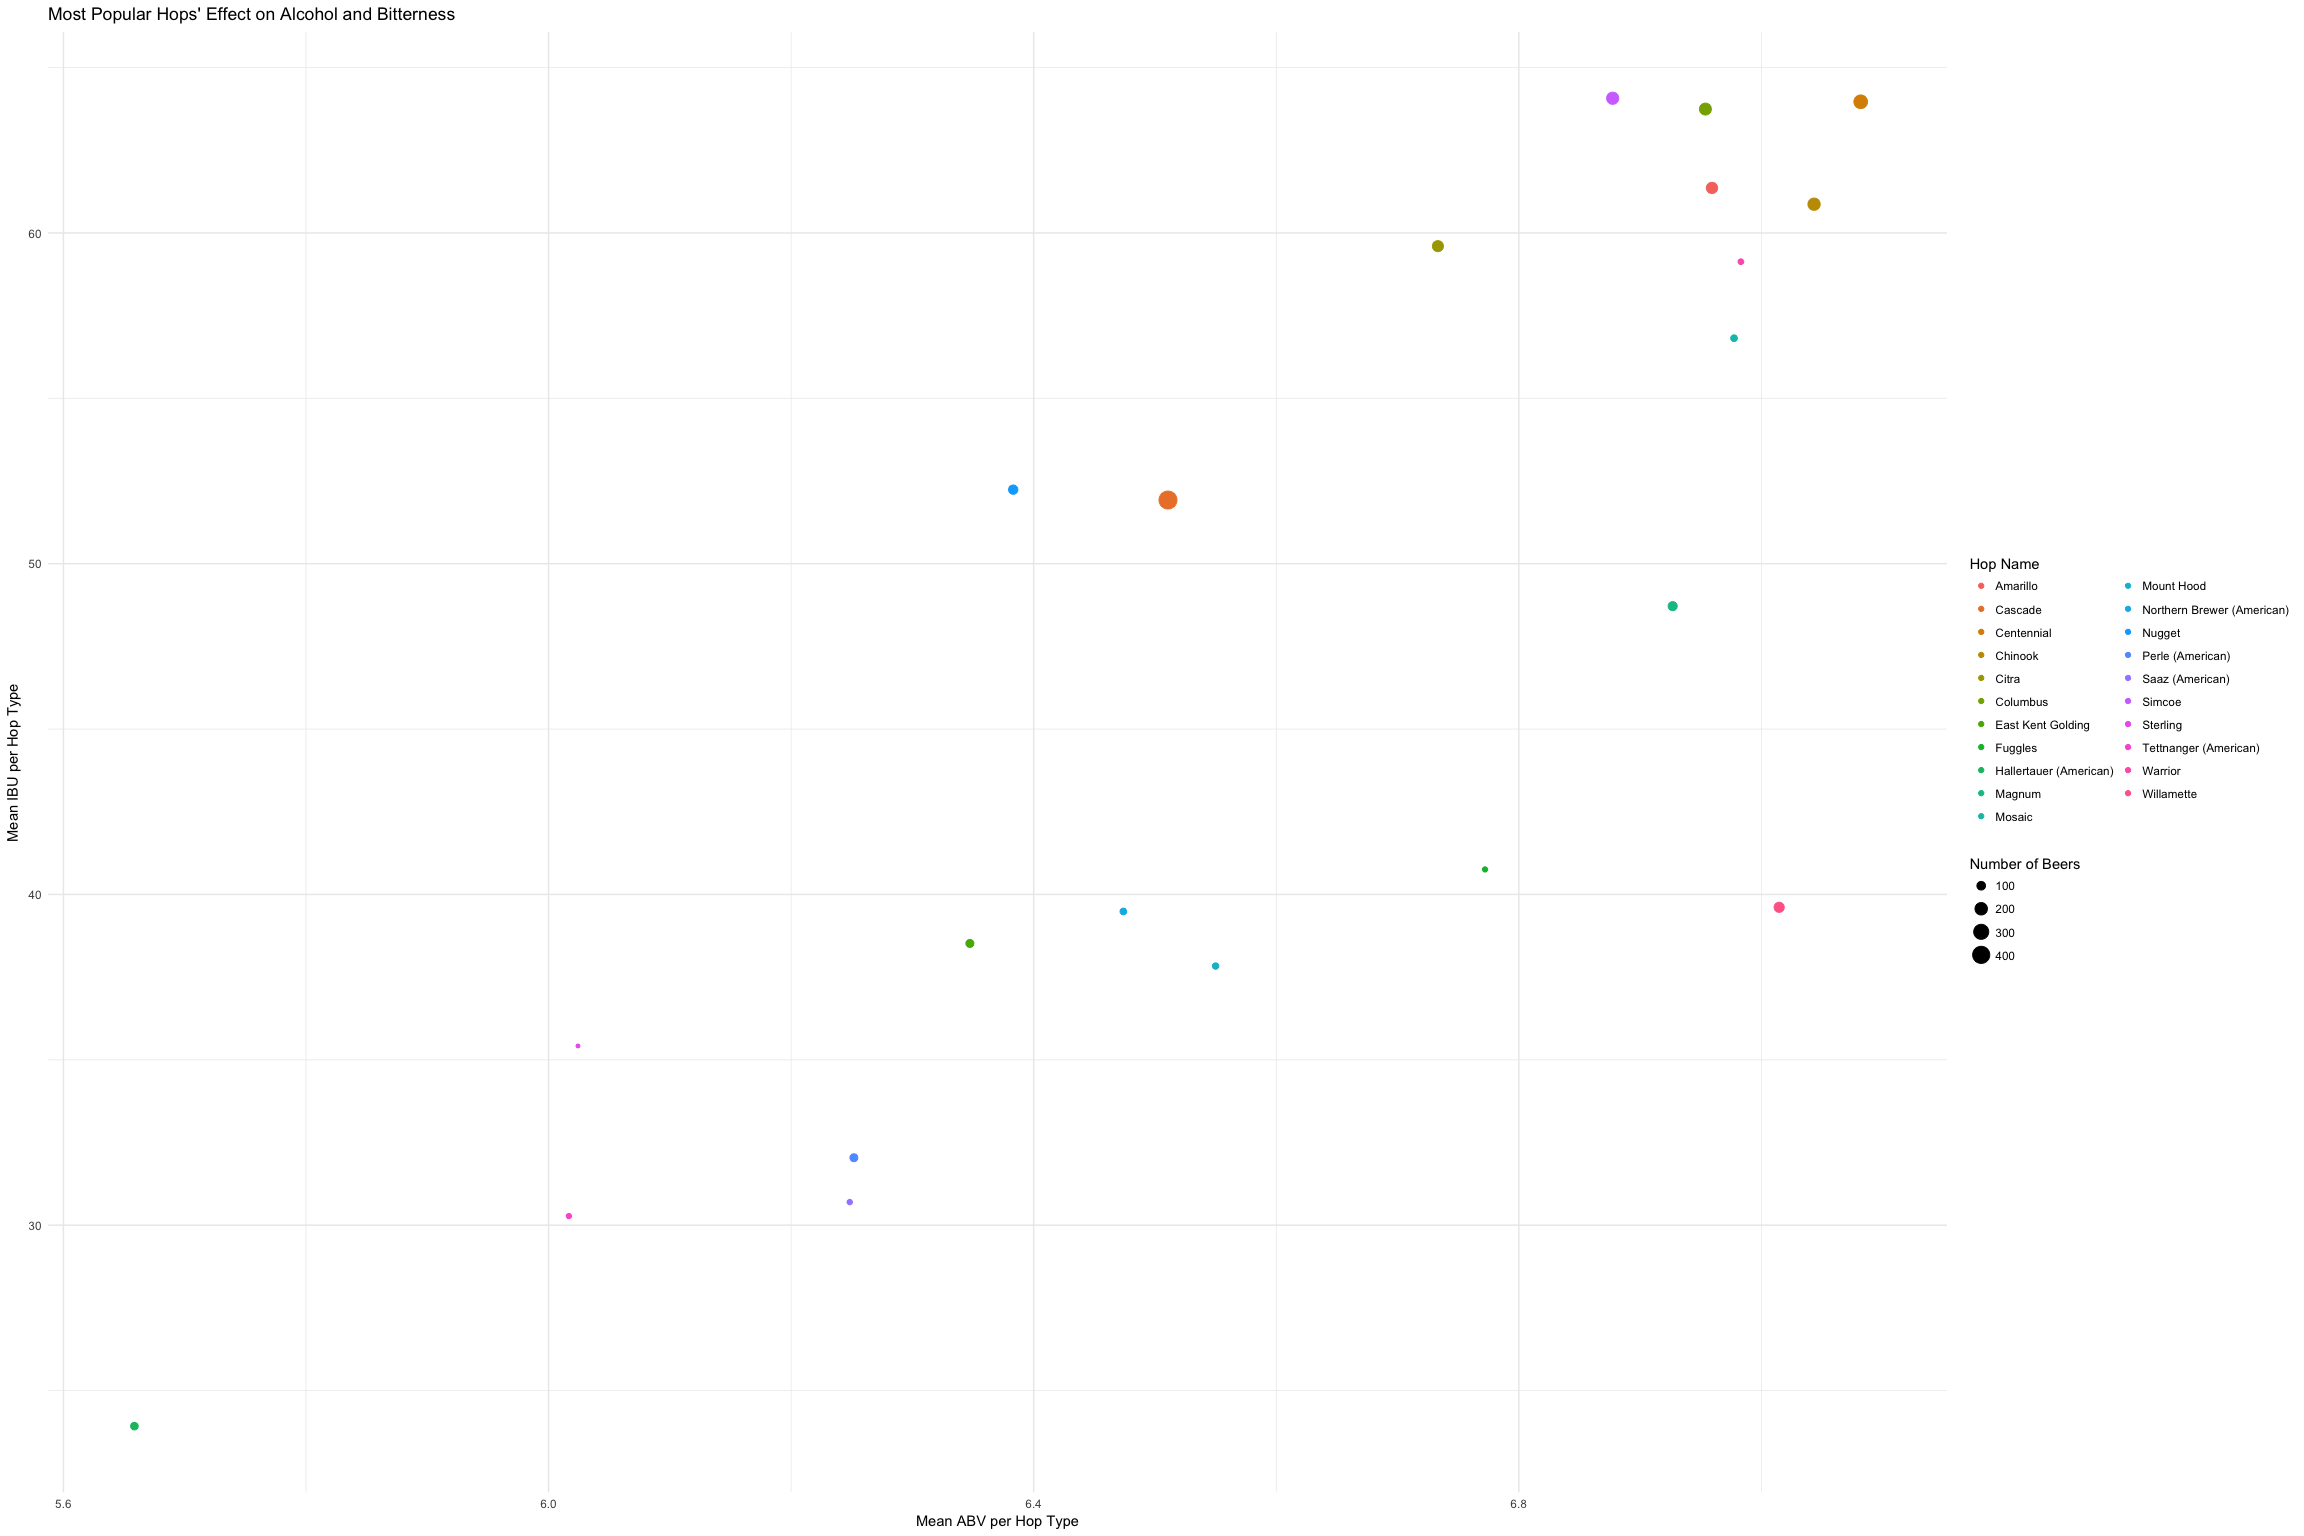 Most Popular Hops' Effect on Alcohol and Bitterness
Mean IBU per Hop Type
60
50
40
30
5.6
6.0
6.4
6.8
Mean ABV per Hop Type
Hop Name
Amarillo
Cascade
Centennial
Chinook
Citra
Columbus
East Kent Golding
Fuggles
Hallertauer (American)
Magnum
Mosaic
Mount Hood
Northern Brewer (American)
Nugget
Perle (American)
Saaz (American)
Simcoe
Sterling
Tettnanger (American)
Warrior
Willamette
Number of Beers
100
200
300
400